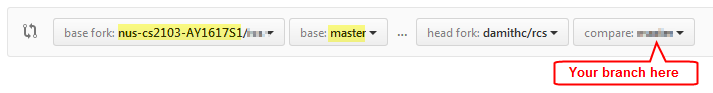 base fork: nus-cs2103-AY1617S1/
base: master
...
head fork: damithc/rcs
compare:
Your branch here